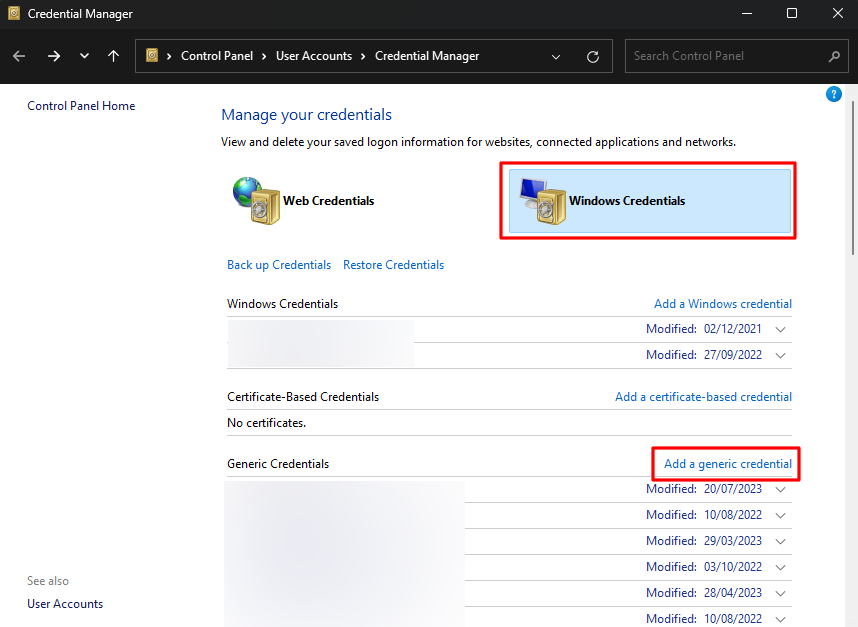 Credential Manager
Control Panel > User Accounts > Credential Manager
Search Control Panel
Control Panel Home
?
Manage your credentials
View and delete your saved logon information for websites, connected applications and networks.
Web Credentials
Windows Credentials
Back up Credentials Restore Credentials
Windows Credentials Add a Windows credential
Modified: 02/12/2021
Modified: 27/09/2022
Certificate-Based Credentials Add a certificate-based credential
No certificates.
Generic Credentials Add a generic credential
Modified: 20/07/2023
Modified: 10/08/2022
Modified: 29/03/2023
Modified: 03/10/2022
Modified: 28/04/2023
Modified: 10/08/2022
See also
User Accounts